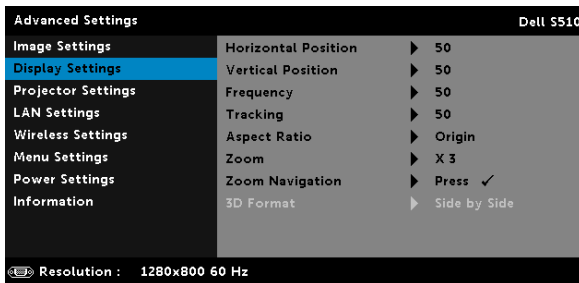 Advanced Settings Dell S510
Image Settings
Display Settings
Projector Settings
LAN Settings
Wireless Settings
Menu Settings
Power Settings
Information
Horizontal Position 50
Vertical Position 50
Frequency 50
Tracking 50
Aspect Ratio Origin
Zoom X 3
Zoom Navigation Press ✓
3D Format Side by Side
Resolution : 1280x800 60 Hz